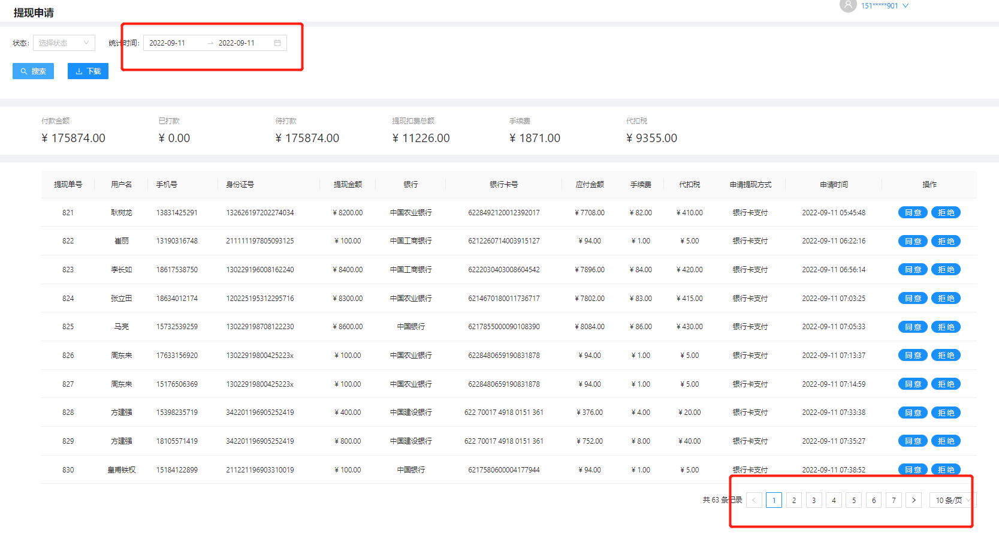 提现申请
151*****901
状态: 选择状态 统计时间: 2022-09-11 → 2022-09-11
搜索 下载
付款金额 已打款 待打款 提现扣费总额 手续费 代扣税
¥ 175874.00 ¥ 0.00 ¥ 175874.00 ¥ 11226.00 ¥ 1871.00 ¥ 9355.00
提现单号 用户名 手机号 身份证号 提现金额 银行 银行卡号 应付金额 手续费 代扣税 申请提现方式 申请时间 操作
821 耿树龙 13831425291 132626197202274034 ¥ 8200.00 中国农业银行 6228492120012392017 ¥ 7708.00 ¥ 82.00 ¥ 410.00 银行卡支付 2022-09-11 05:45:48 同意 拒绝
822 崔丽 13190316748 211111197805093125 ¥ 100.00 中国工商银行 6212260714003915127 ¥ 94.00 ¥ 1.00 ¥ 5.00 银行卡支付 2022-09-11 06:22:16 同意 拒绝
823 李长如 18617538750 130229196008162240 ¥ 8400.00 中国工商银行 6222030403008604542 ¥ 7896.00 ¥ 84.00 ¥ 420.00 银行卡支付 2022-09-11 06:56:14 同意 拒绝
824 张立田 18634012174 120225195312295716 ¥ 8300.00 中国农业银行 6214670180011736717 ¥ 7802.00 ¥ 83.00 ¥ 415.00 银行卡支付 2022-09-11 07:03:25 同意 拒绝
825 马亮 15732539259 130229198708122230 ¥ 8600.00 中国银行 6217855000090108390 ¥ 8084.00 ¥ 86.00 ¥ 430.00 银行卡支付 2022-09-11 07:05:33 同意 拒绝
826 周东来 17633156920 13022919800425223x ¥ 100.00 中国农业银行 6228480659190831878 ¥ 94.00 ¥ 1.00 ¥ 5.00 银行卡支付 2022-09-11 07:13:37 同意 拒绝
827 周东来 15176506369 13022919800425223x ¥ 100.00 中国农业银行 6228480659190831878 ¥ 94.00 ¥ 1.00 ¥ 5.00 银行卡支付 2022-09-11 07:14:59 同意 拒绝
828 方建强 15398235719 342201196905252419 ¥ 400.00 中国建设银行 622 70017 4918 0151 361 ¥ 376.00 ¥ 4.00 ¥ 20.00 银行卡支付 2022-09-11 07:33:38 同意 拒绝
829 方建强 18105571419 342201196905252419 ¥ 800.00 中国建设银行 622 70017 4918 0151 361 ¥ 752.00 ¥ 8.00 ¥ 40.00 银行卡支付 2022-09-11 07:35:27 同意 拒绝
830 皇甫铁权 15184122899 211221196903310019 ¥ 100.00 中国银行 6217580600004177944 ¥ 94.00 ¥ 1.00 ¥ 5.00 银行卡支付 2022-09-11 07:38:52 同意 拒绝
共 63 条记录 < 1 2 3 4 5 6 7 > 10 条/页